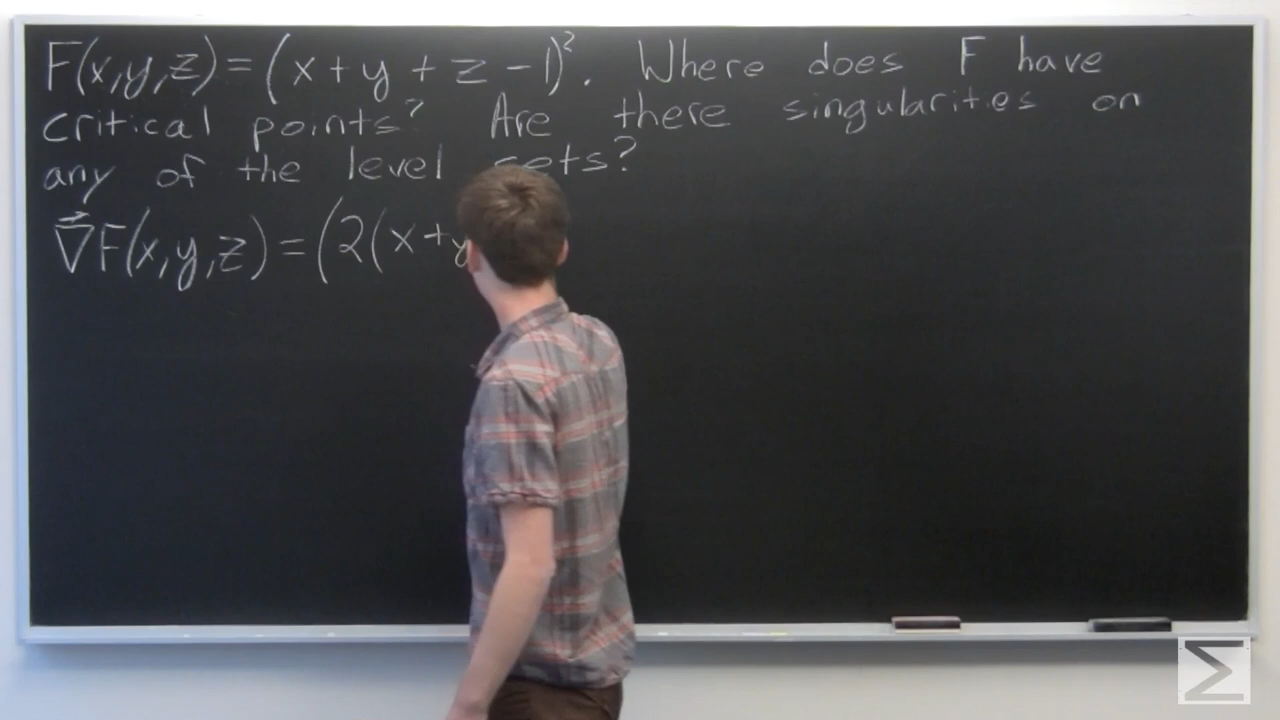 F(x,y,z) = (x + y + z - 1)². Where does F have
critical points? Are there singularities on
any of the level sets?
∇⃗F(x,y,z) = (2(x+y
Σ